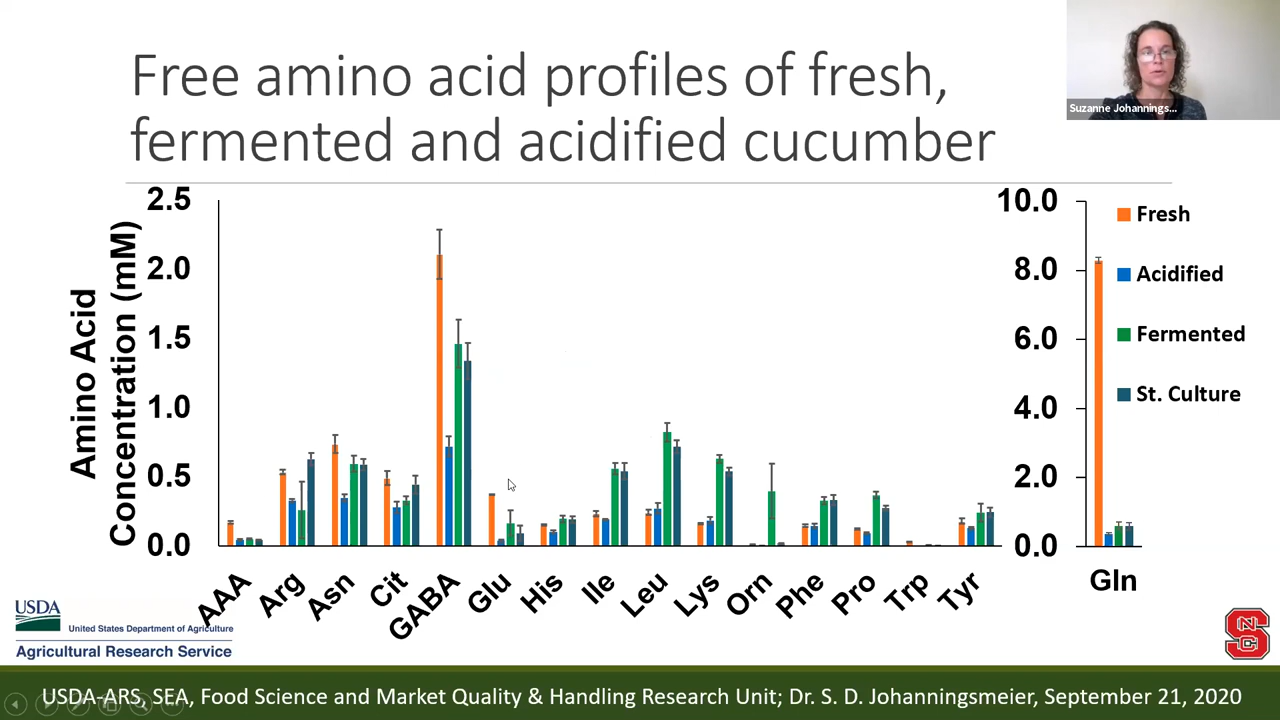 Free amino acid profiles of fresh,
fermented and acidified cucumber
Suzanne Johannings...
Amino Acid
Concentration (mM)
2.5
2.0
1.5
1.0
0.5
0.0
AAA
Arg
Asn
Cit
GABA
Glu
His
Ile
Leu
Lys
Orn
Phe
Pro
Trp
Tyr
10.0
8.0
6.0
4.0
2.0
0.0
Gln
Fresh
Acidified
Fermented
St. Culture
USDA
United States Department of Agriculture
Agricultural Research Service
NCS
USDA-ARS, SEA, Food Science and Market Quality & Handling Research Unit; Dr. S. D. Johanningsmeier, September 21, 2020